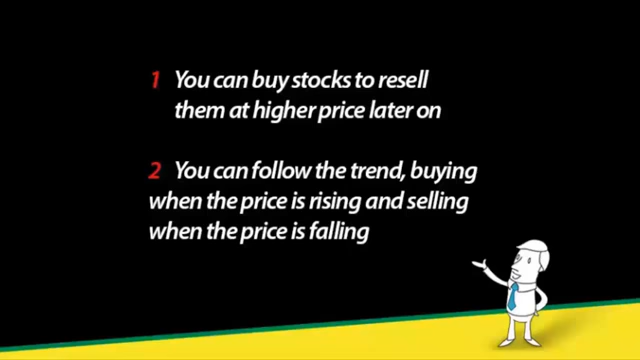 1 You can buy stocks to resell
them at higher price later on
2 You can follow the trend, buying
when the price is rising and selling
when the price is falling